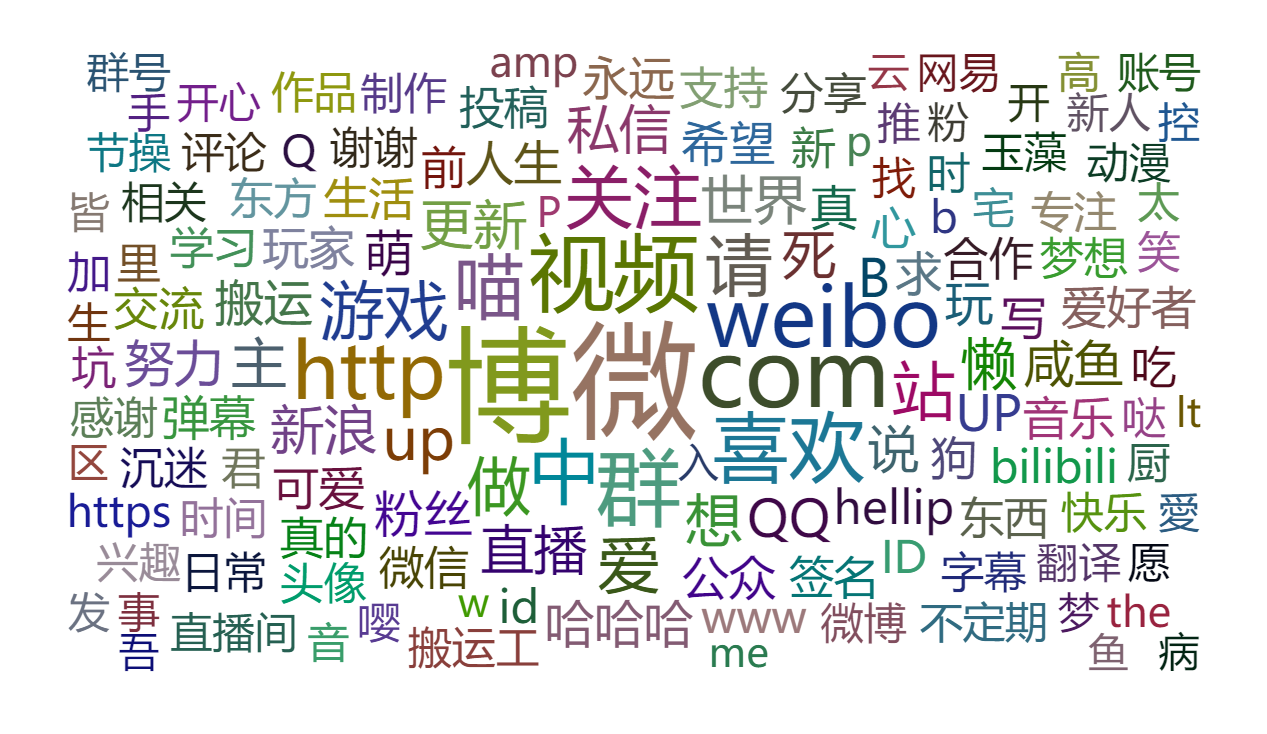 群号 amp 永远 支持 分享 云 网易 开 高 账号
手 开心 作品 制作 投稿 私信 希望 新 p 推 粉 新人 控
节操 评论 Q 谢谢 前 人生 关注 世界 真 找 时 玉藻 动漫
皆 相关 东方 生活 更新 P 心 b 宅 专注 太
加 里 学习 玩家 萌 喵 视频 请 死 B 求 合作 梦想 笑
生 交流 搬运 游戏 weibo 玩 写 爱好者
坑 努力 主 http 博 微 com 站 懒 咸鱼 吃
感谢 弹幕 新浪 up 喜欢 说 UP 音乐 哒 lt
区 沉迷 君 可爱 做 中 群 入 狗 bilibili 厨
https 时间 真的 粉丝 直播 想 QQ hellip 东西 快乐 愛
兴趣 日常 头像 微信 爱 公众 签名 ID 字幕 翻译 愿
发 事 直播间 音 嘤 w id 哈哈哈 www 微博 不定期 梦 the
吾 搬运工 me 鱼 病